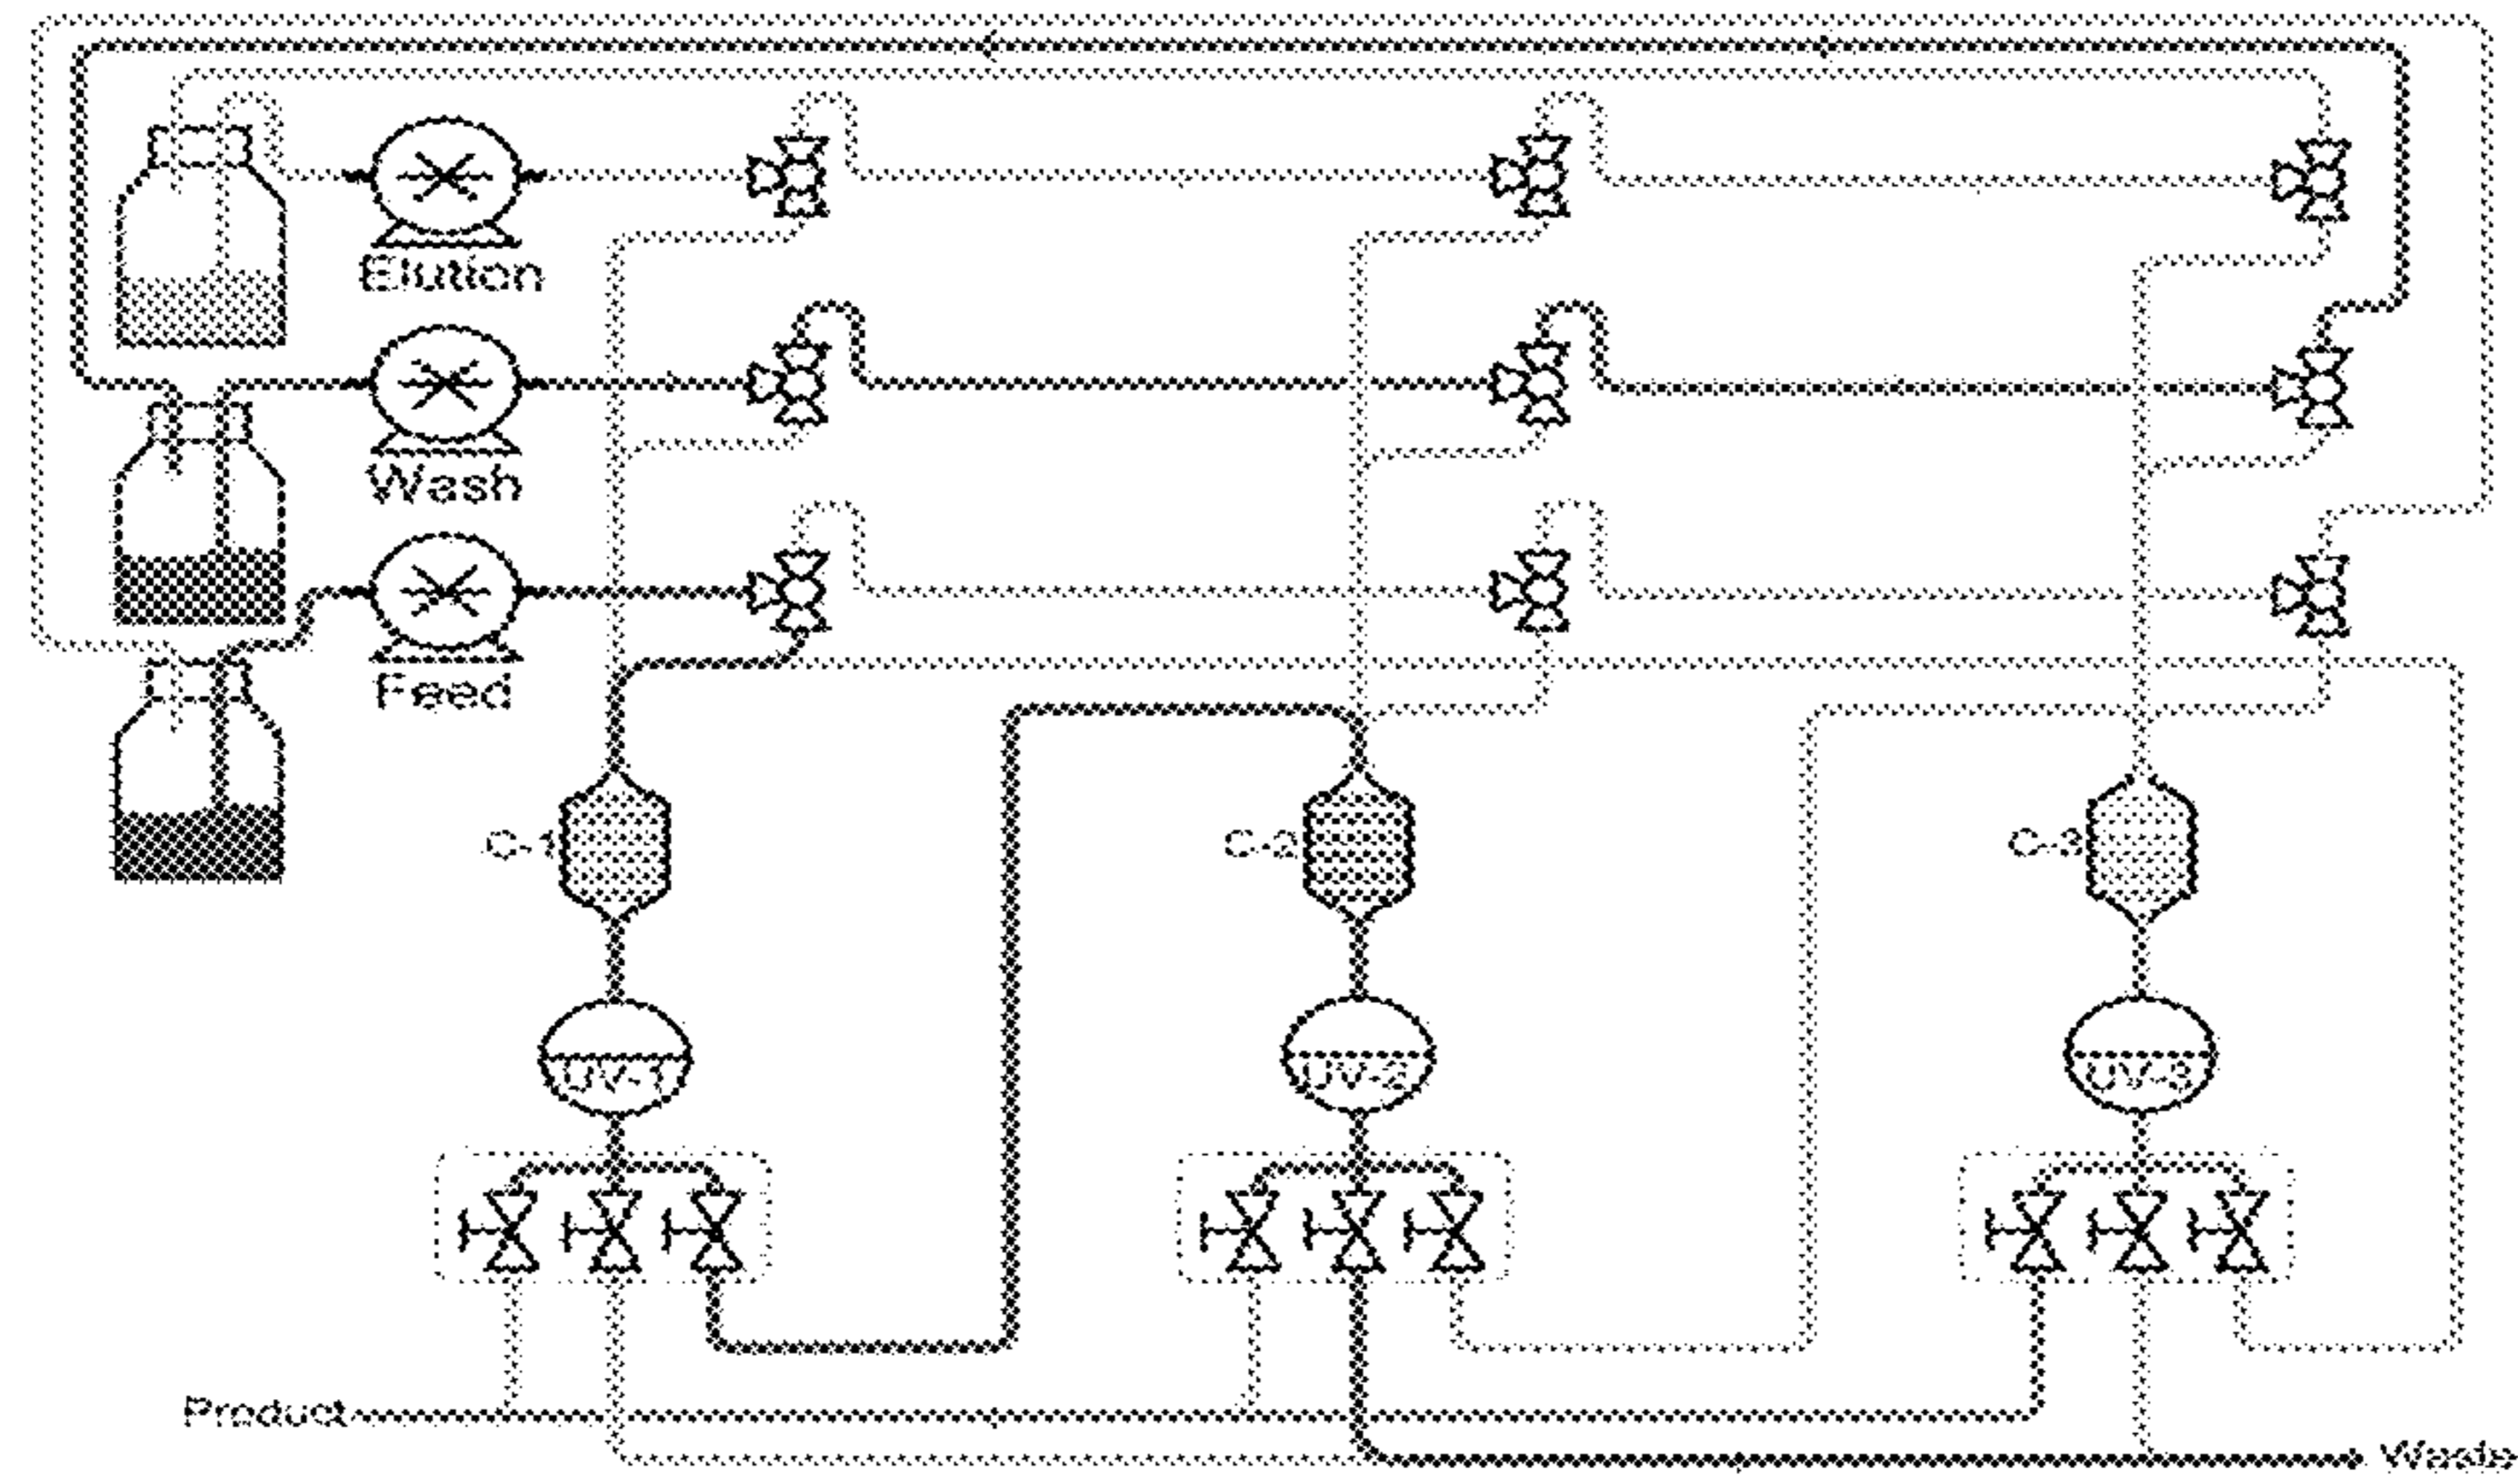 Elution
Wash
Feed
C-1
C-2
C-3
UV-1
UV-2
UV-3
Product
Waste